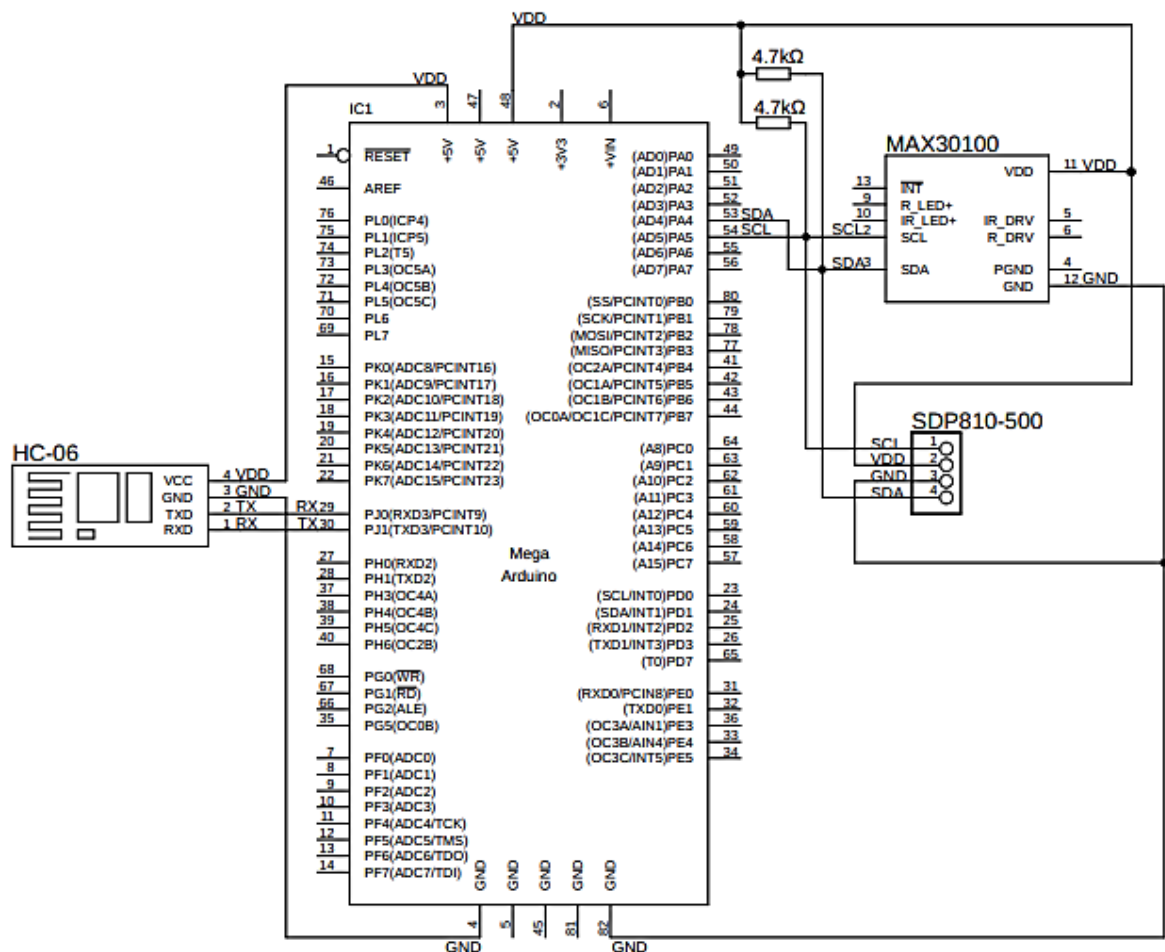 VDD
4.7kΩ
4.7kΩ
VDD
3
47
48
2
6
IC1
+5V
+5V
+5V
+3V3
+VIN
1 RESET
46 AREF
76 PL0(ICP4)
75 PL1(ICP5)
74 PL2(T5)
73 PL3(OC5A)
72 PL4(OC5B)
71 PL5(OC5C)
70 PL6
69 PL7
15 PK0(ADC8/PCINT16)
16 PK1(ADC9/PCINT17)
17 PK2(ADC10/PCINT18)
18 PK3(ADC11/PCINT19)
19 PK4(ADC12/PCINT20)
20 PK5(ADC13/PCINT21)
21 PK6(ADC14/PCINT22)
22 PK7(ADC15/PCINT23)
RX29 PJ0(RXD3/PCINT9)
TX30 PJ1(TXD3/PCINT10)
27 PH0(RXD2)
28 PH1(TXD2)
37 PH3(OC4A)
38 PH4(OC4B)
39 PH5(OC4C)
40 PH6(OC2B)
68 PG0(WR)
67 PG1(RD)
66 PG2(ALE)
35 PG5(OC0B)
7 PF0(ADC0)
8 PF1(ADC1)
9 PF2(ADC2)
10 PF3(ADC3)
11 PF4(ADC4/TCK)
12 PF5(ADC5/TMS)
13 PF6(ADC6/TDO)
14 PF7(ADC7/TDI)
Mega
Arduino
(AD0)PA0 49
(AD1)PA1 50
(AD2)PA2 51
(AD3)PA3 52
(AD4)PA4 53 SDA
(AD5)PA5 54 SCL
(AD6)PA6 55
(AD7)PA7 56
(SS/PCINT0)PB0 80
(SCK/PCINT1)PB1 79
(MOSI/PCINT2)PB2 78
(MISO/PCINT3)PB3 77
(OC2A/PCINT4)PB4 41
(OC1A/PCINT5)PB5 42
(OC1B/PCINT6)PB6 43
(OC0A/OC1C/PCINT7)PB7 44
(A8)PC0 64
(A9)PC1 63
(A10)PC2 62
(A11)PC3 61
(A12)PC4 60
(A13)PC5 59
(A14)PC6 58
(A15)PC7 57
(SCL/INT0)PD0 23
(SDA/INT1)PD1 24
(RXD1/INT2)PD2 25
(TXD1/INT3)PD3 26
(T0)PD7 65
(RXD0/PCIN8)PE0 31
(TXD0)PE1 32
(OC3A/AIN1)PE3 36
(OC3B/AIN4)PE4 33
(OC3C/INT5)PE5 34
GND
GND
GND
GND
GND
4
5
45
81
82
GND
GND
HC-06
VCC 4 VDD
GND 3 GND
TXD 2 TX
RXD 1 RX
MAX30100
VDD 11 VDD
13 INT
9 R_LED+
10 IR_LED+
SCL2 SCL
SDA3 SDA
IR_DRV 5
R_DRV 6
PGND 4
GND 12 GND
SDP810-500
SCL 1
VDD 2
GND 3
SDA 4